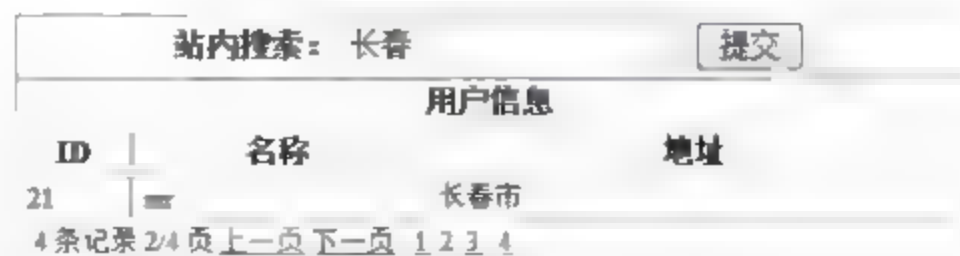 站内搜索： 长春 提交
用户信息
ID 名称 地址
21 mr 长春市
4 条记录 2/4 页 上一页 下一页 1 2 3 4